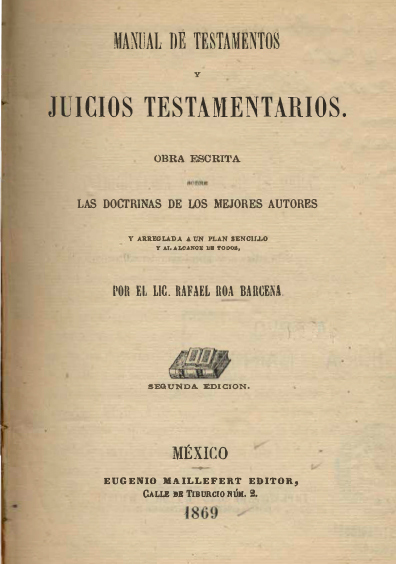 MANUAL DE TESTAMENTOS
Y
JUICIOS TESTAMENTARIOS.
OBRA ESCRITA
SOBRE
LAS DOCTRINAS DE LOS MEJORES AUTORES
Y ARREGLADA A UN PLAN SENCILLO
Y AL ALCANCE DE TODOS,
POR EL LIC. RAFAEL ROA BARCENA
SEGUNDA EDICION.
MÉXICO
EUGENIO MAILLEFERT EDITOR,
CALLE DE TIBURCIO NÚM. 2.
1869